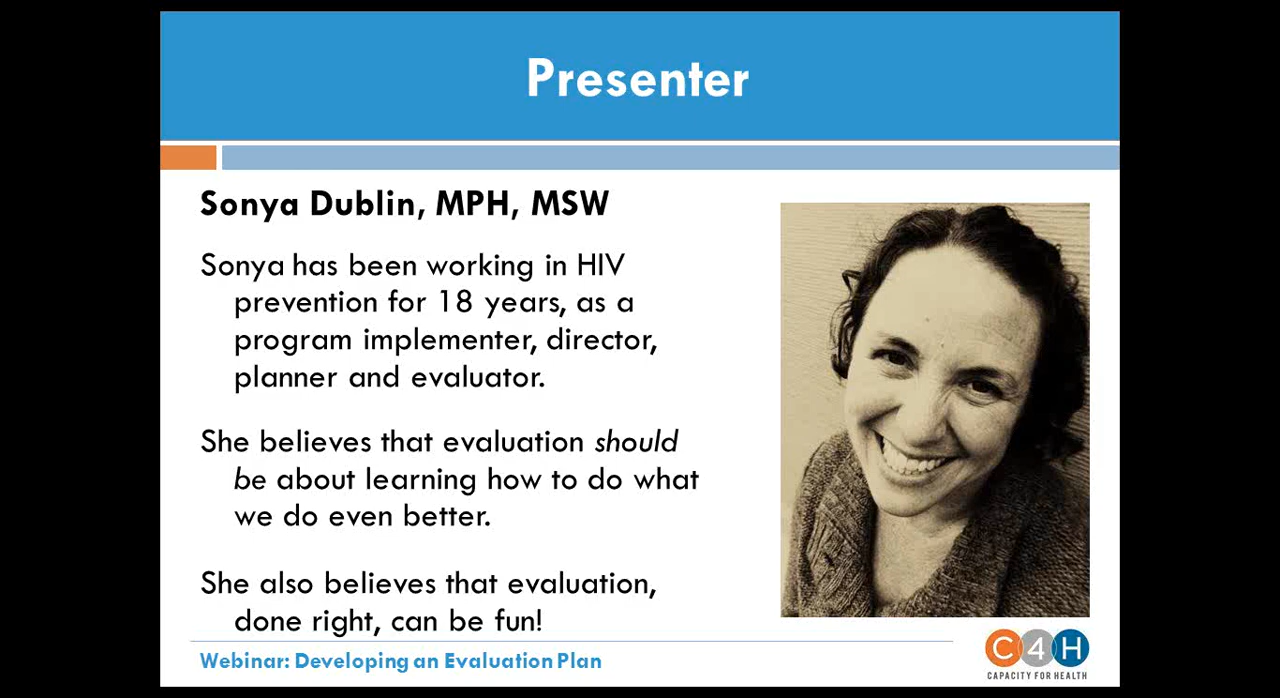 Presenter
Sonya Dublin, MPH, MSW
Sonya has been working in HIV
prevention for 18 years, as a
program implementer, director,
planner and evaluator.
She believes that evaluation should
be about learning how to do what
we do even better.
She also believes that evaluation,
done right, can be fun!
Webinar: Developing an Evaluation Plan
C4H
CAPACITY FOR HEALTH